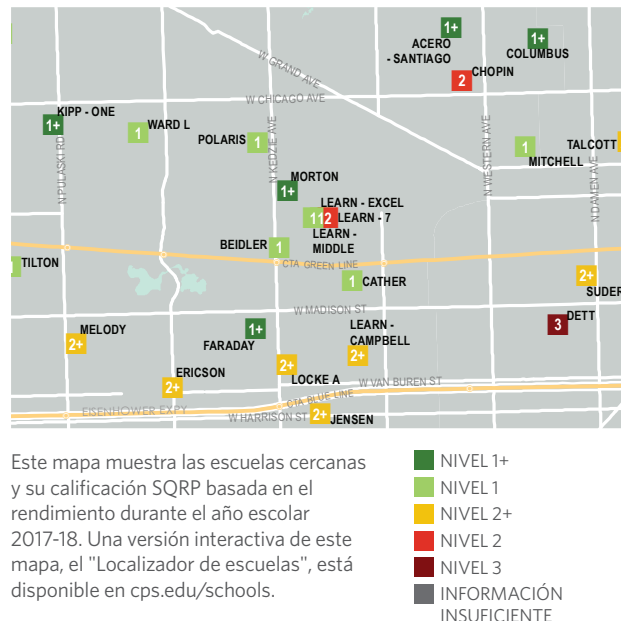 1+
ACERO
- SANTIAGO
1+
COLUMBUS
W GRAND AVE
2
CHOPIN
W CHICAGO AVE
KIPP - ONE
1+
1
WARD L
POLARIS
1
N KEDZIE AVE
N PULASKI RD
N WESTERN AVE
1
MITCHELL
TALCOTT
N DAMEN AVE
MORTON
1+
LEARN - EXCEL
1
1
2
LEARN - 7
LEARN -
MIDDLE
BEIDLER
1
CTA GREEN LINE
TILTON
1
CATHER
2+
SUDER
W MADISON ST
MELODY
2+
FARADAY
1+
LEARN -
CAMPBELL
2+
3
DETT
ERICSON
2+
2+
LOCKE A
W VAN BUREN ST
CTA BLUE LINE
EISENHOWER EXPY
W HARRISON ST
2+
JENSEN
Este mapa muestra las escuelas cercanas
y su calificación SQRP basada en el
rendimiento durante el año escolar
2017-18. Una versión interactiva de este
mapa, el "Localizador de escuelas", está
disponible en cps.edu/schools.
NIVEL 1+
NIVEL 1
NIVEL 2+
NIVEL 2
NIVEL 3
INFORMACIÓN
INSUFICIENTE